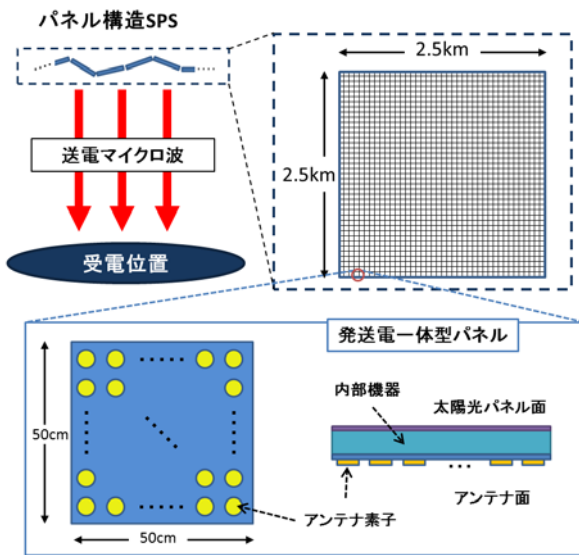 パネル構造SPS
送電マイクロ波
受電位置
2.5km
2.5km
発送電一体型パネル
50cm
50cm
内部機器
太陽光パネル面
アンテナ素子
アンテナ面